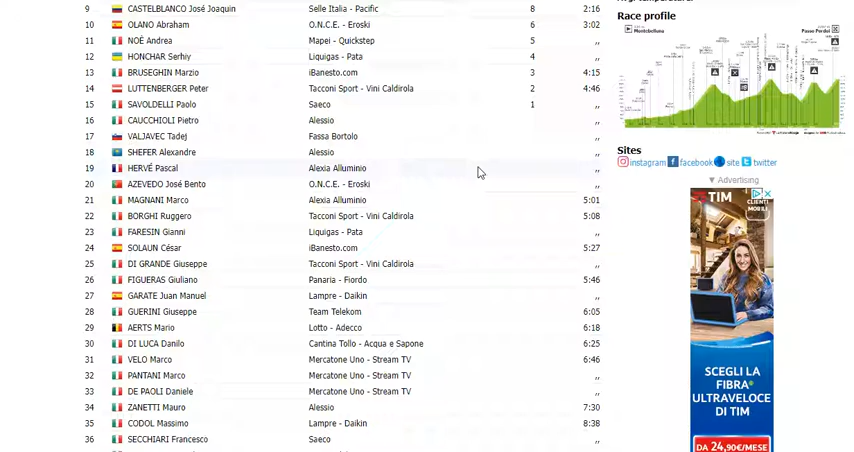 Race profile
9 CASTELBLANCO José Joaquin Selle Italia - Pacific 8 2:16
10 OLANO Abraham O.N.C.E. - Eroski 6 3:02
11 NOÈ Andrea Mapei - Quickstep 5 ,,
12 HONCHAR Serhiy Liquigas - Pata 4 ,,
13 BRUSEGHIN Marzio iBanesto.com 3 4:15
14 LUTTENBERGER Peter Tacconi Sport - Vini Caldirola 2 4:46
15 SAVOLDELLI Paolo Saeco 1 ,,
16 CAUCCHIOLI Pietro Alessio ,,
17 VALJAVEC Tadej Fassa Bortolo ,,
18 SHEFER Alexandre Alessio ,,
19 HERVÉ Pascal Alexia Alluminio ,,
20 AZEVEDO José Bento O.N.C.E. - Eroski ,,
21 MAGNANI Marco Alexia Alluminio 5:01
22 BORGHI Ruggero Tacconi Sport - Vini Caldirola 5:08
23 FARESIN Gianni Liquigas - Pata ,,
24 SOLAUN César iBanesto.com 5:27
25 DI GRANDE Giuseppe Tacconi Sport - Vini Caldirola ,,
26 FIGUERAS Giuliano Panaria - Fiordo 5:46
27 GARATE Juan Manuel Lampre - Daikin ,,
28 GUERINI Giuseppe Team Telekom 6:05
29 AERTS Mario Lotto - Adecco 6:18
30 DI LUCA Danilo Cantina Tollo - Acqua e Sapone 6:25
31 VELO Marco Mercatone Uno - Stream TV 6:46
32 PANTANI Marco Mercatone Uno - Stream TV ,,
33 DE PAOLI Daniele Mercatone Uno - Stream TV ,,
34 ZANETTI Mauro Alessio 7:30
35 CODOL Massimo Lampre - Daikin 8:38
36 SECCHIARI Francesco Saeco ,,
Montebelluna
Passo Pordoi
Sites
instagram facebook site twitter
▼ Advertising
TIM
CLIENTI
MOBILI
SCEGLI LA
FIBRA
ULTRAVELOCE
DI TIM
DA 24,90€/MESE